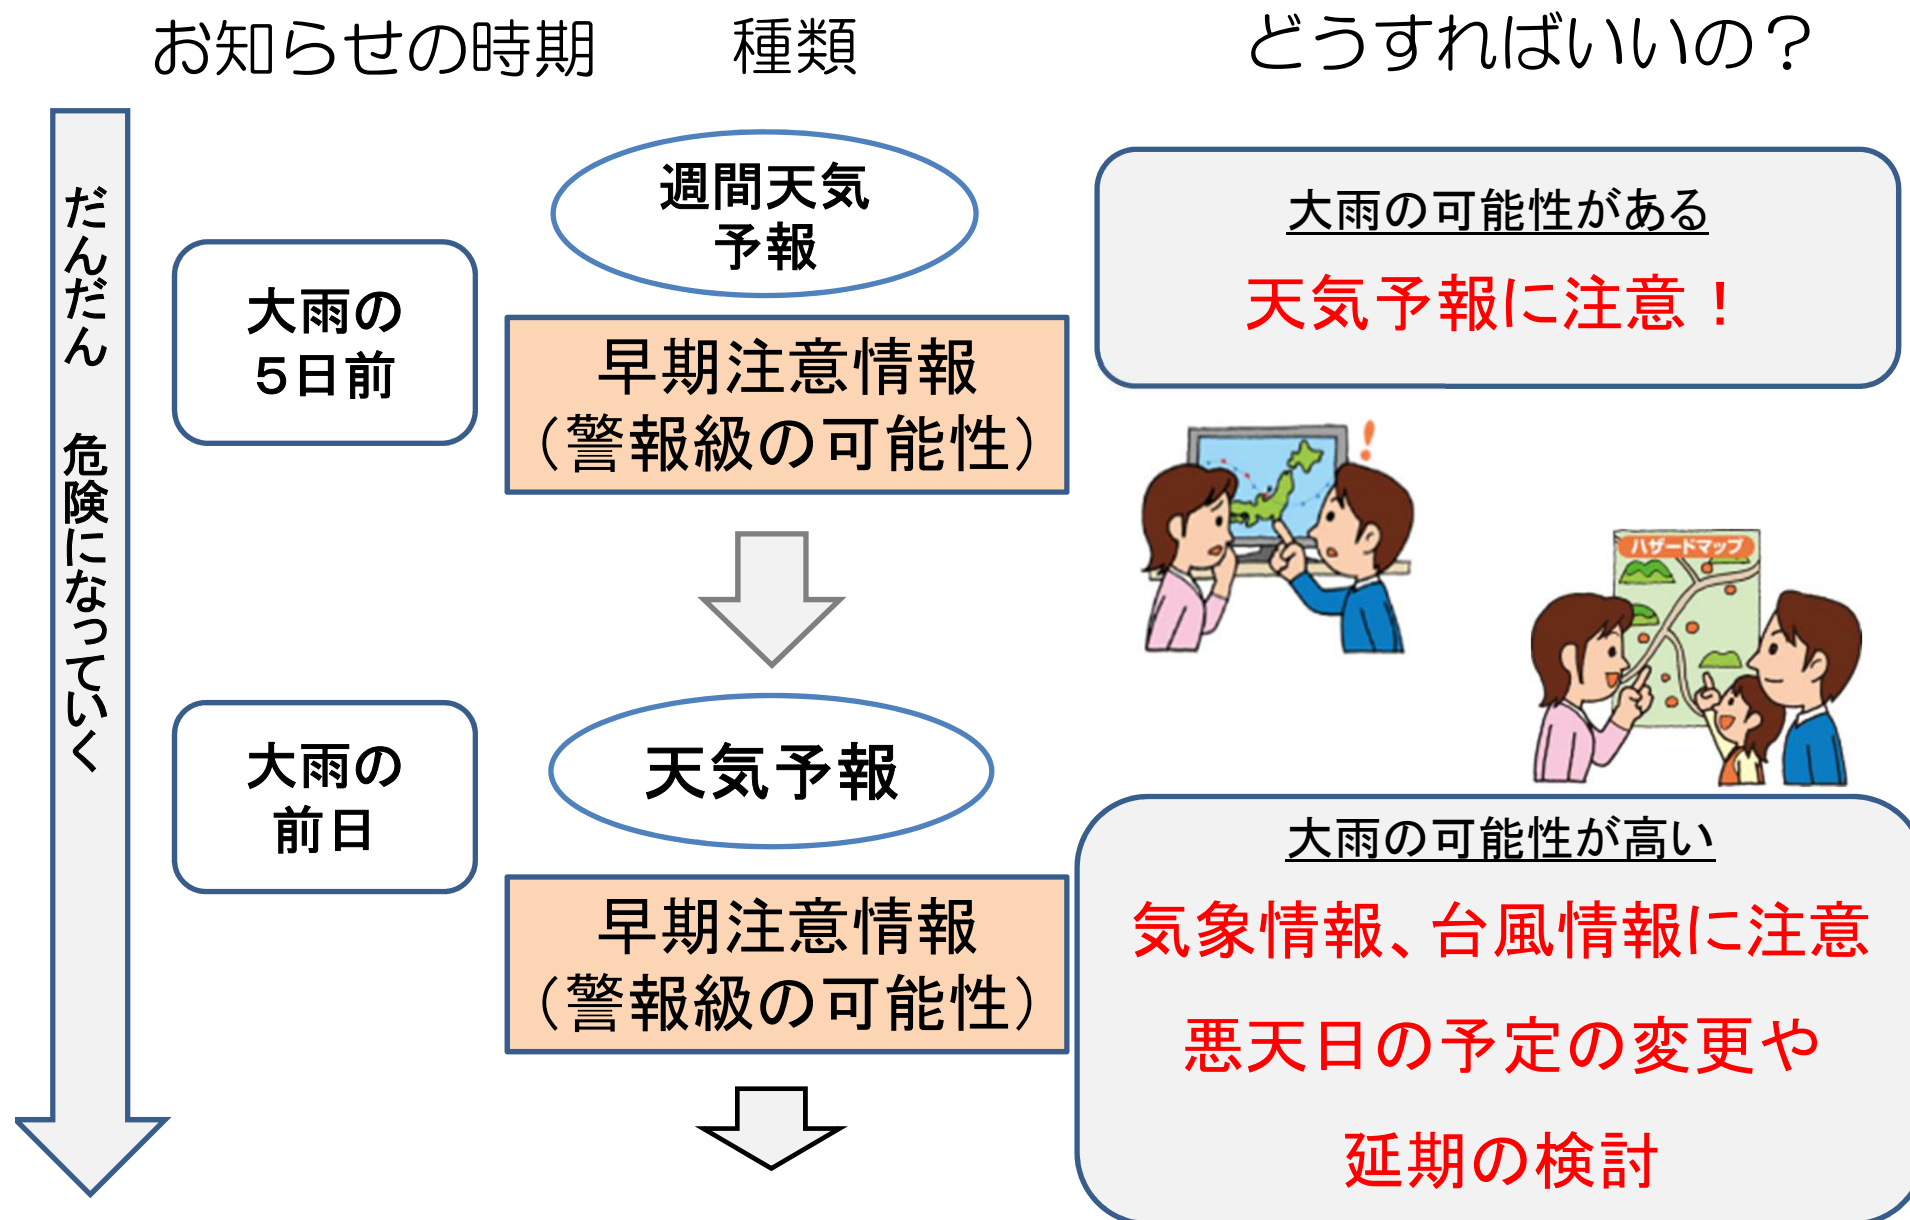 お知らせの時期
種類
どうすればいいの？
だんだん　危険になっていく
大雨の
５日前
週間天気
予報
早期注意情報
（警報級の可能性）
大雨の可能性がある
天気予報に注意！
ハザードマップ
大雨の
前日
天気予報
早期注意情報
（警報級の可能性）
大雨の可能性が高い
気象情報、台風情報に注意
悪天日の予定の変更や
延期の検討